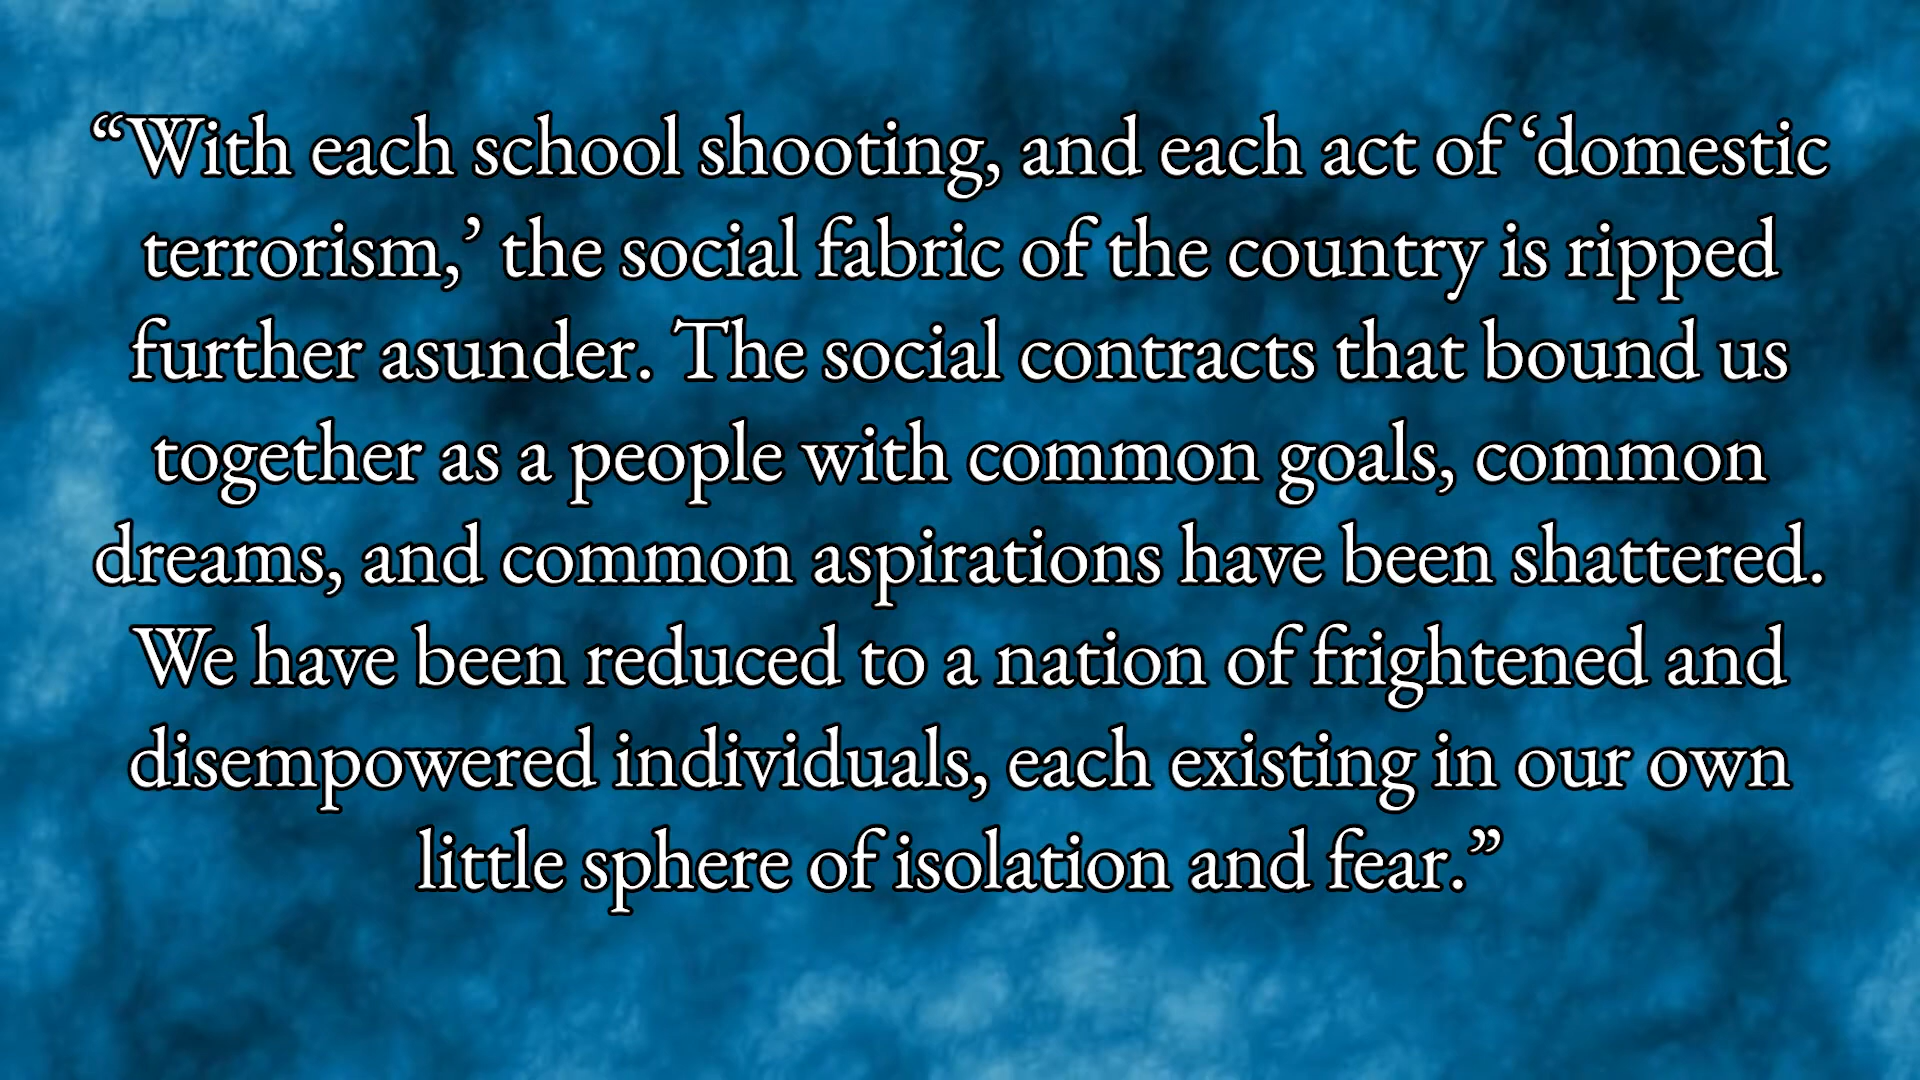 “With each school shooting, and each act of ‘domestic
terrorism,’ the social fabric of the country is ripped
further asunder. The social contracts that bound us
together as a people with common goals, common
dreams, and common aspirations have been shattered.
We have been reduced to a nation of frightened and
disempowered individuals, each existing in our own
little sphere of isolation and fear.”